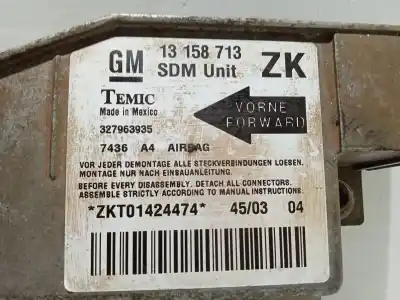 GM 13 158 713 ZK
SDM Unit
TEMIC
Made in Mexico
VORNE
FORWARD
327963935
7436 A4 AIRBAG
VOR JEDER DEMONTAGE ALLE STECKVERBINDUNGEN LOESEN.
MONTAGE NUR NACH EINBAUANLEITUNG.
BEFORE EVERY DISASSEMBLY, DETACH ALL CONNECTORS.
ASSEMBLE STRICTLY ACCORDING TO MANUAL INSTRUCTIONS.
*ZKT01424474* 45/03 04